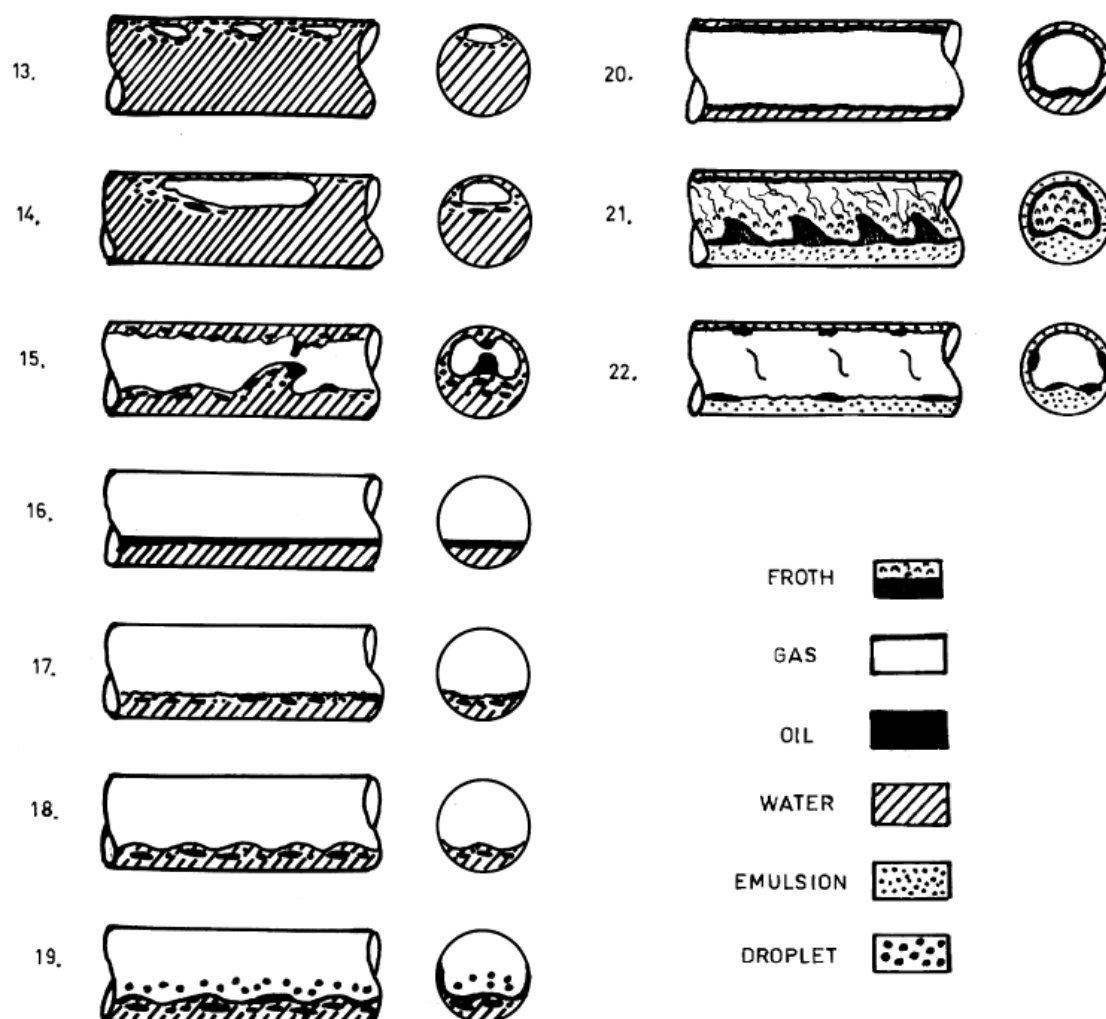 13.
14.
15.
16.
17.
18.
19.
20.
21.
22.
FROTH
GAS
OIL
WATER
EMULSION
DROPLET